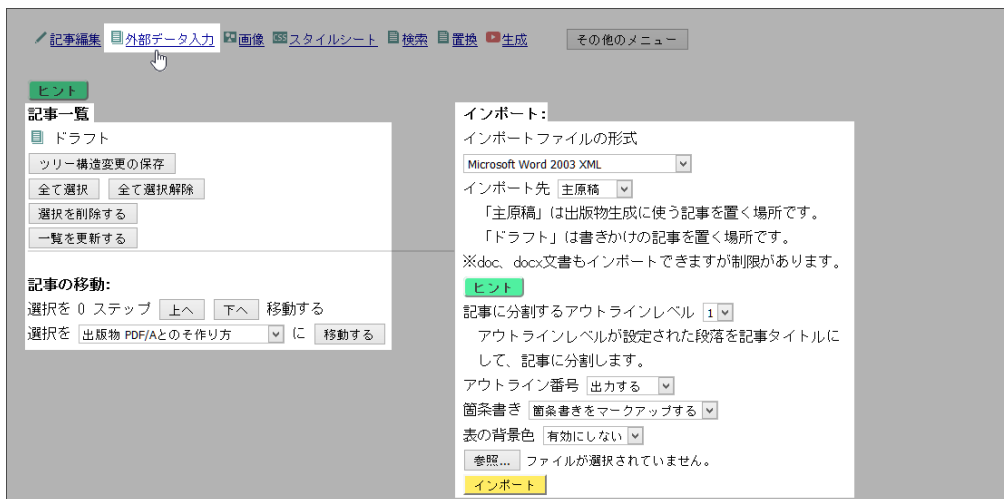 記事編集 外部データ入力 画像 CSS スタイルシート 検索 置換 生成 その他のメニュー
ヒント
記事一覧
ドラフト
ツリー構造変更の保存
全て選択 全て選択解除
選択を削除する
一覧を更新する
記事の移動:
選択を 0 ステップ 上へ 下へ 移動する
選択を 出版物 PDF/Aとのそ作り方 に 移動する
インポート:
インポートファイルの形式
Microsoft Word 2003 XML
インポート先 主原稿
「主原稿」は出版物生成に使う記事を置く場所です。
「ドラフト」は書きかけの記事を置く場所です。
※doc、docx文書もインポートできますが制限があります。
ヒント
記事に分割するアウトラインレベル 1
アウトラインレベルが設定された段落を記事タイトルに
して、記事に分割します。
アウトライン番号 出力する
箇条書き 箇条書きをマークアップする
表の背景色 有効にしない
参照... ファイルが選択されていません。
インポート